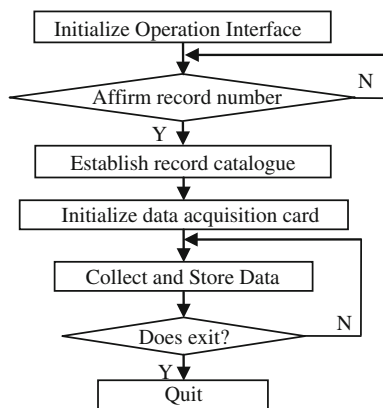 Initialize Operation Interface
Affirm record number
N
Y
Establish record catalogue
Initialize data acquisition card
Collect and Store Data
Does exit?
N
Y
Quit